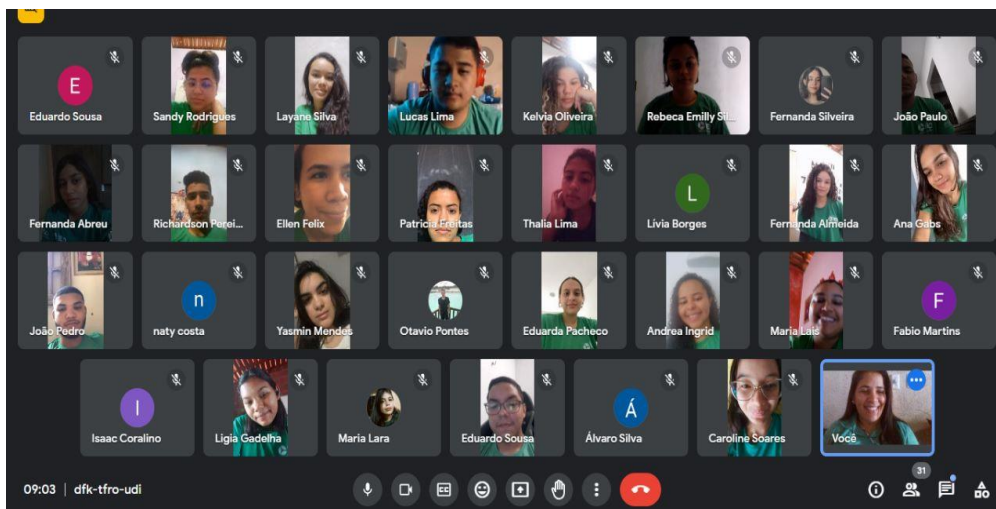 E
Eduardo Sousa
Sandy Rodrigues
Layane Silva
Lucas Lima
Kelvia Oliveira
Rebeca Emilly Sil...
Fernanda Silveira
João Paulo
Fernanda Abreu
Richardson Perei...
Ellen Felix
Patricia Freitas
Thalia Lima
L
Lívia Borges
Fernanda Almeida
Ana Gabs
João Pedro
n
naty costa
Yasmin Mendes
Otavio Pontes
Eduarda Pacheco
Andrea Ingrid
Maria Lais
F
Fabio Martins
I
Isaac Coralino
Ligia Gadelha
Maria Lara
Eduardo Sousa
Á
Álvaro Silva
Caroline Soares
Você
09:03 | dfk-tfro-udi
CC
31